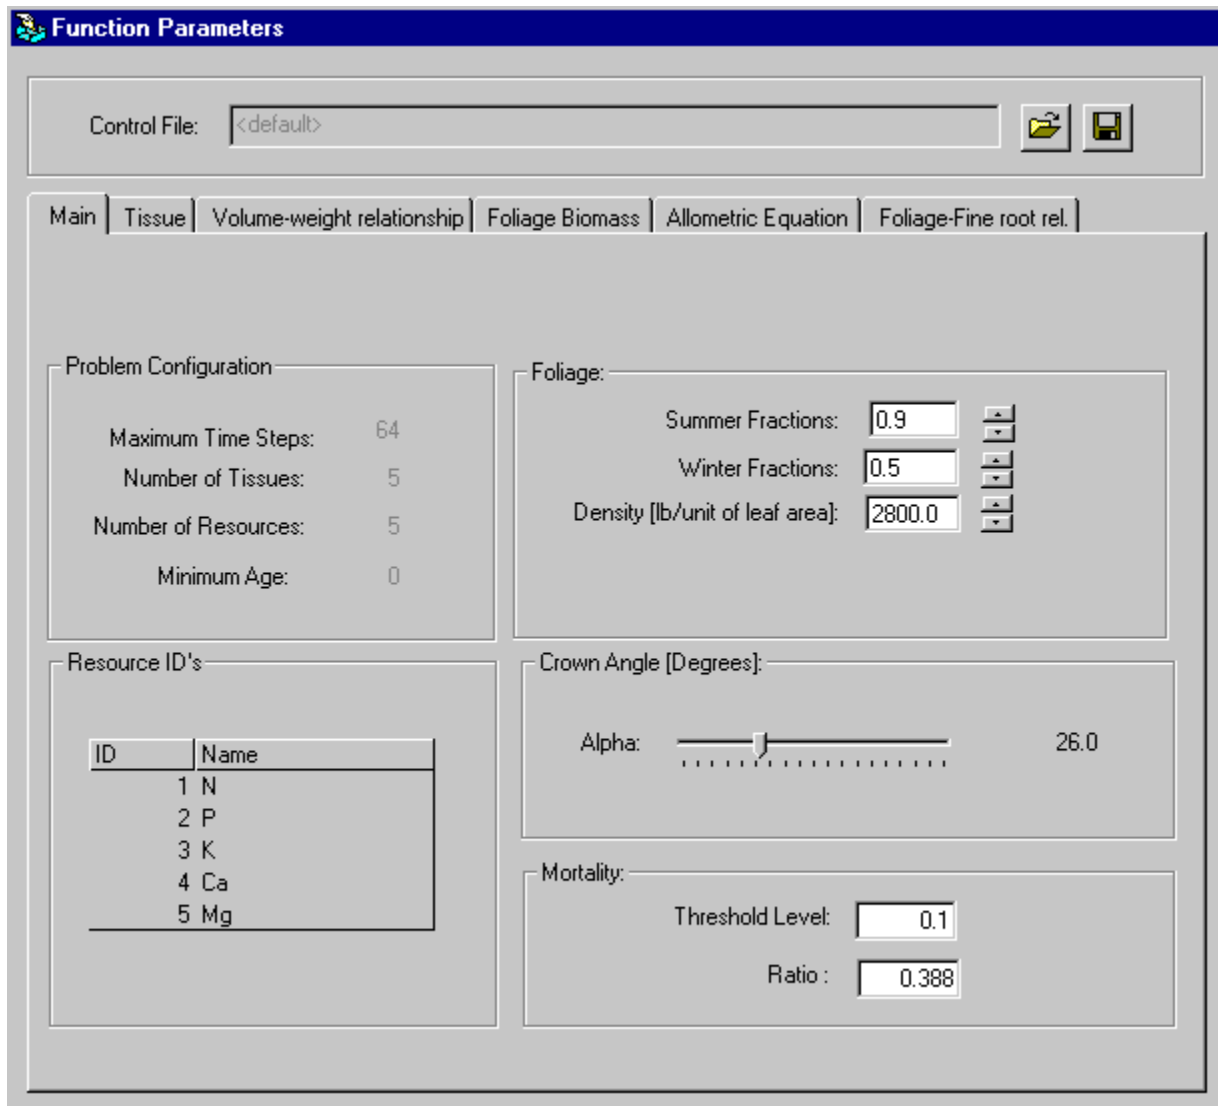 Function Parameters
Control File: <default>
Main Tissue Volume-weight relationship Foliage Biomass Allometric Equation Foliage-Fine root rel.
Problem Configuration
Maximum Time Steps: 64
Number of Tissues: 5
Number of Resources: 5
Minimum Age: 0
Foliage:
Summer Fractions: 0.9
Winter Fractions: 0.5
Density [lb/unit of leaf area]: 2800.0
Resource ID's
ID Name
1 N
2 P
3 K
4 Ca
5 Mg
Crown Angle [Degrees]:
Alpha: 26.0
Mortality:
Threshold Level: 0.1
Ratio : 0.388